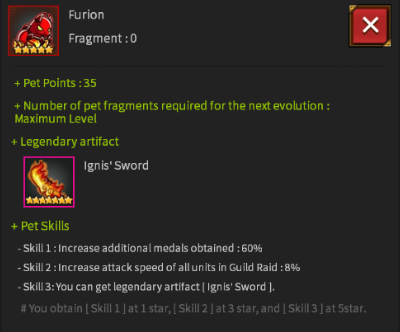 Furion
Fragment : 0
+ Pet Points : 35
+ Number of pet fragments required for the next evolution :
Maximum Level
+ Legendary artifact
Ignis' Sword
+ Pet Skills
- Skill 1 : Increase additional medals obtained : 60%
- Skill 2 : Increase attack speed of all units in Guild Raid : 8%
- Skill 3: You can get legendary artifact [ Ignis' Sword ].
# You obtain [ Skill 1 ] at 1 star, [ Skill 2 ] at 3 star, and [ Skill 3 ] at 5star.